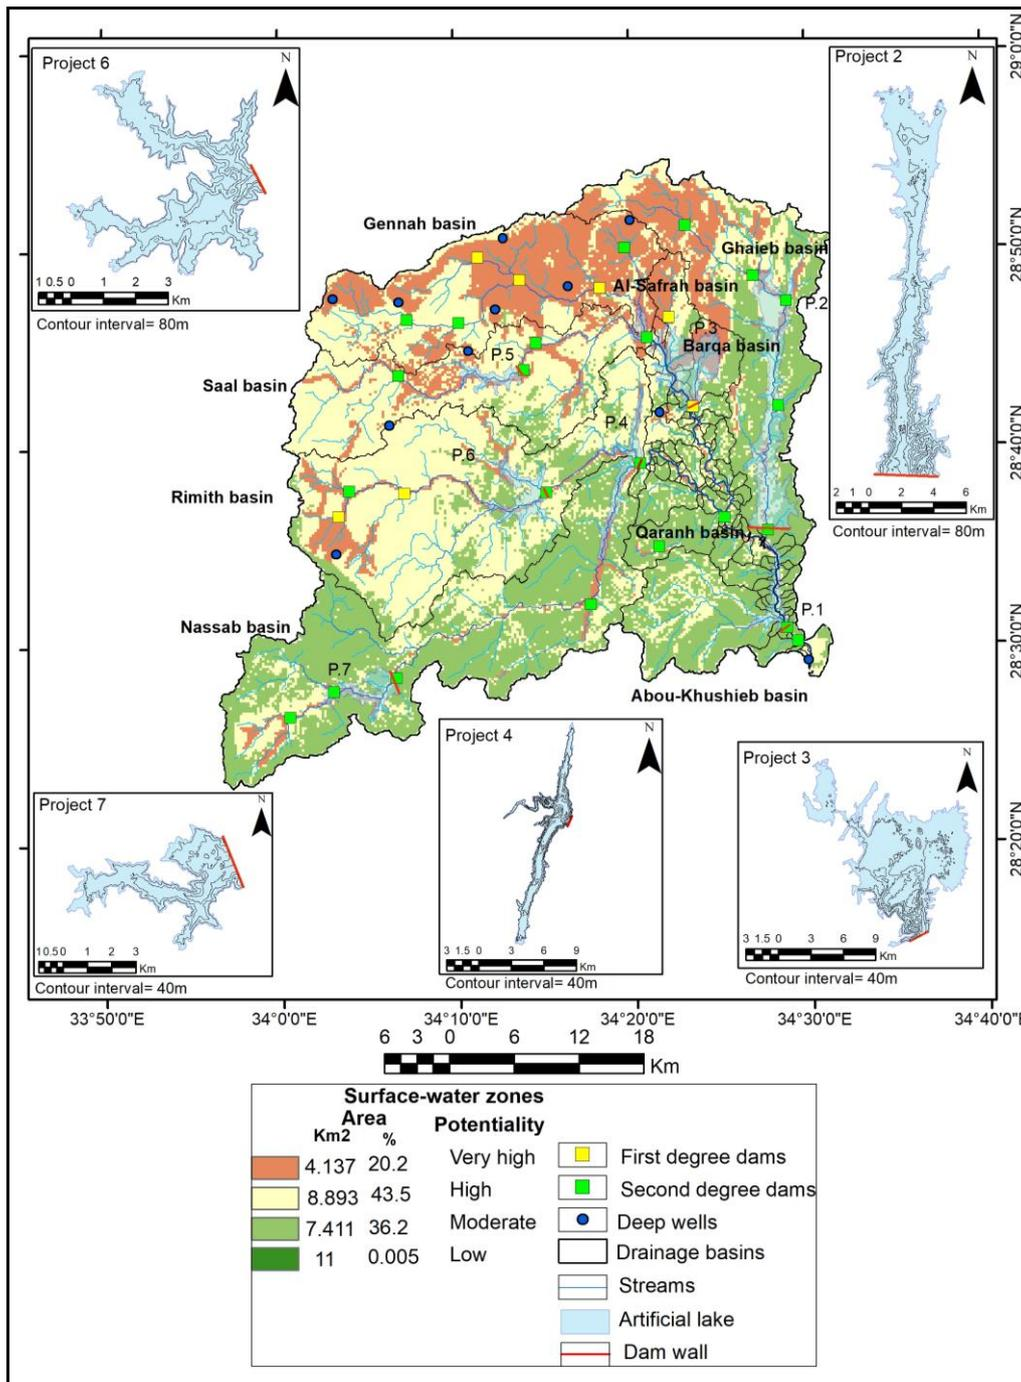 Project 6
N
1 0.5 0 1 2 3
Km
Contour interval= 80m
Project 2
N
2 1 0 2 4 6
Km
Contour interval= 80m
29°0'0"N
28°50'0"N
28°40'0"N
28°30'0"N
28°20'0"N
Gennah basin
Ghaieb basin
Al-Safrah basin
P.2
P.3
Barqa basin
P.5
Saal basin
P.4
P.6
Rimith basin
Qaranh basin
P.1
Nassab basin
P.7
Abou-Khushieb basin
Project 4
N
3 1.5 0 3 6 9
Km
Contour interval= 40m
Project 3
N
3 1.5 0 3 6 9
Km
Contour interval= 40m
Project 7
N
1 0.5 0 1 2 3
Km
Contour interval= 40m
33°50'0"E 34°0'0"E 34°10'0"E 34°20'0"E 34°30'0"E 34°40'0"E
6 3 0 6 12 18
Km
Surface-water zones
Area
Km2 % Potentiality
4.137 20.2 Very high
8.893 43.5 High
7.411 36.2 Moderate
11 0.005 Low
First degree dams
Second degree dams
Deep wells
Drainage basins
Streams
Artificial lake
Dam wall